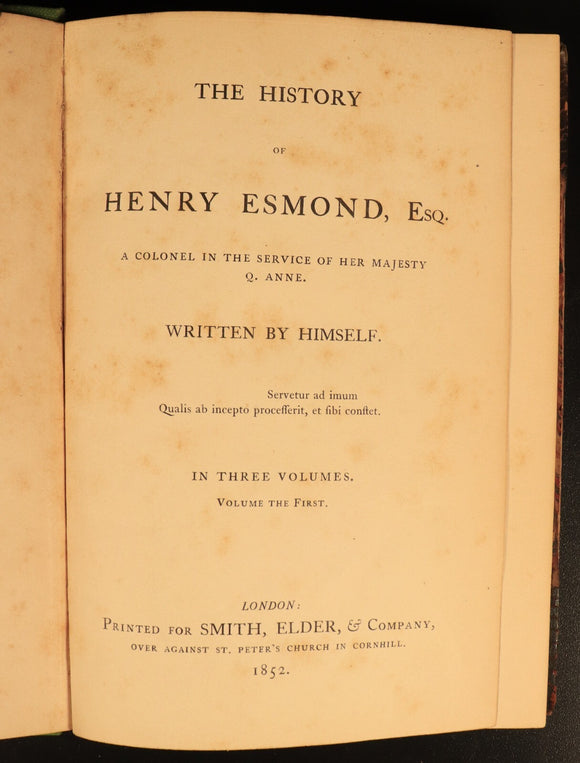 THE HISTORY
OF
HENRY ESMOND, Esq.
A COLONEL IN THE SERVICE OF HER MAJESTY
Q. ANNE.
WRITTEN BY HIMSELF.
Servetur ad imum
Qualis ab incepto proceſſerit, et ſibi conſtet.
IN THREE VOLUMES.
Volume the First.
LONDON:
Printed for SMITH, ELDER, & Company,
OVER AGAINST ST. PETER'S CHURCH IN CORNHILL.
1852.